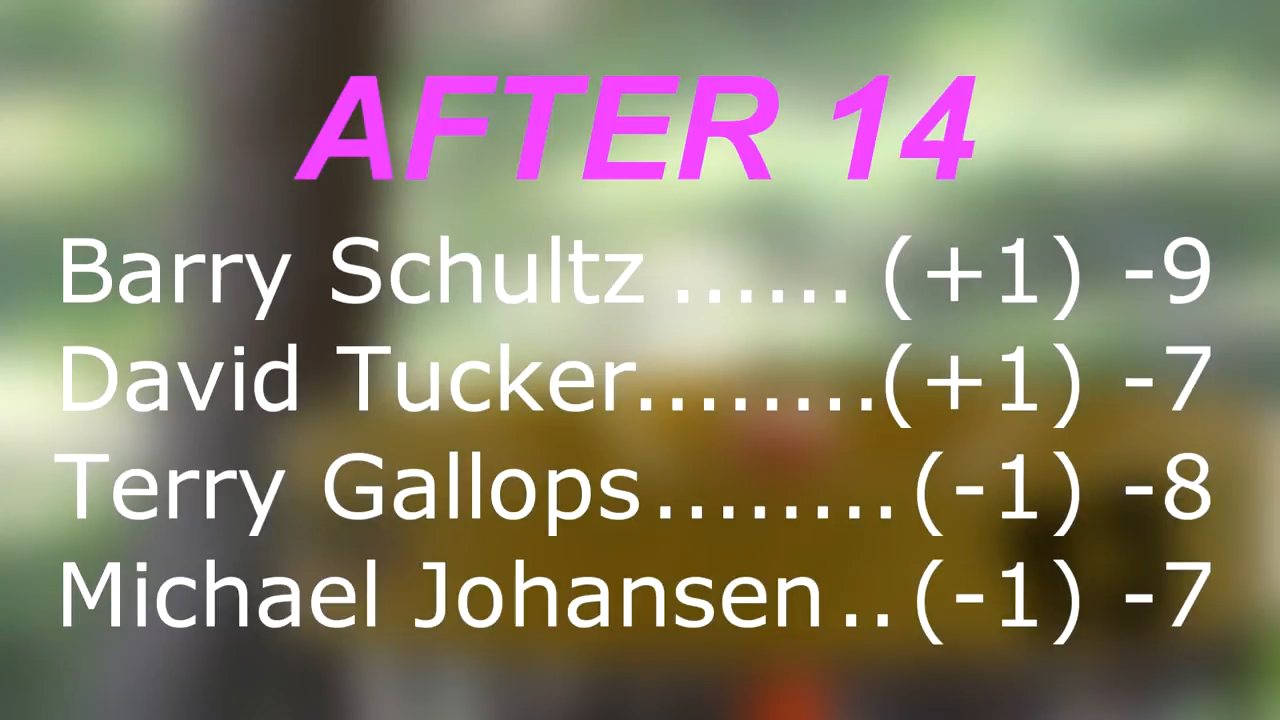 AFTER 14
Barry Schultz ...... (+1) -9
David Tucker........(+1) -7
Terry Gallops........ (-1) -8
Michael Johansen .. (-1) -7